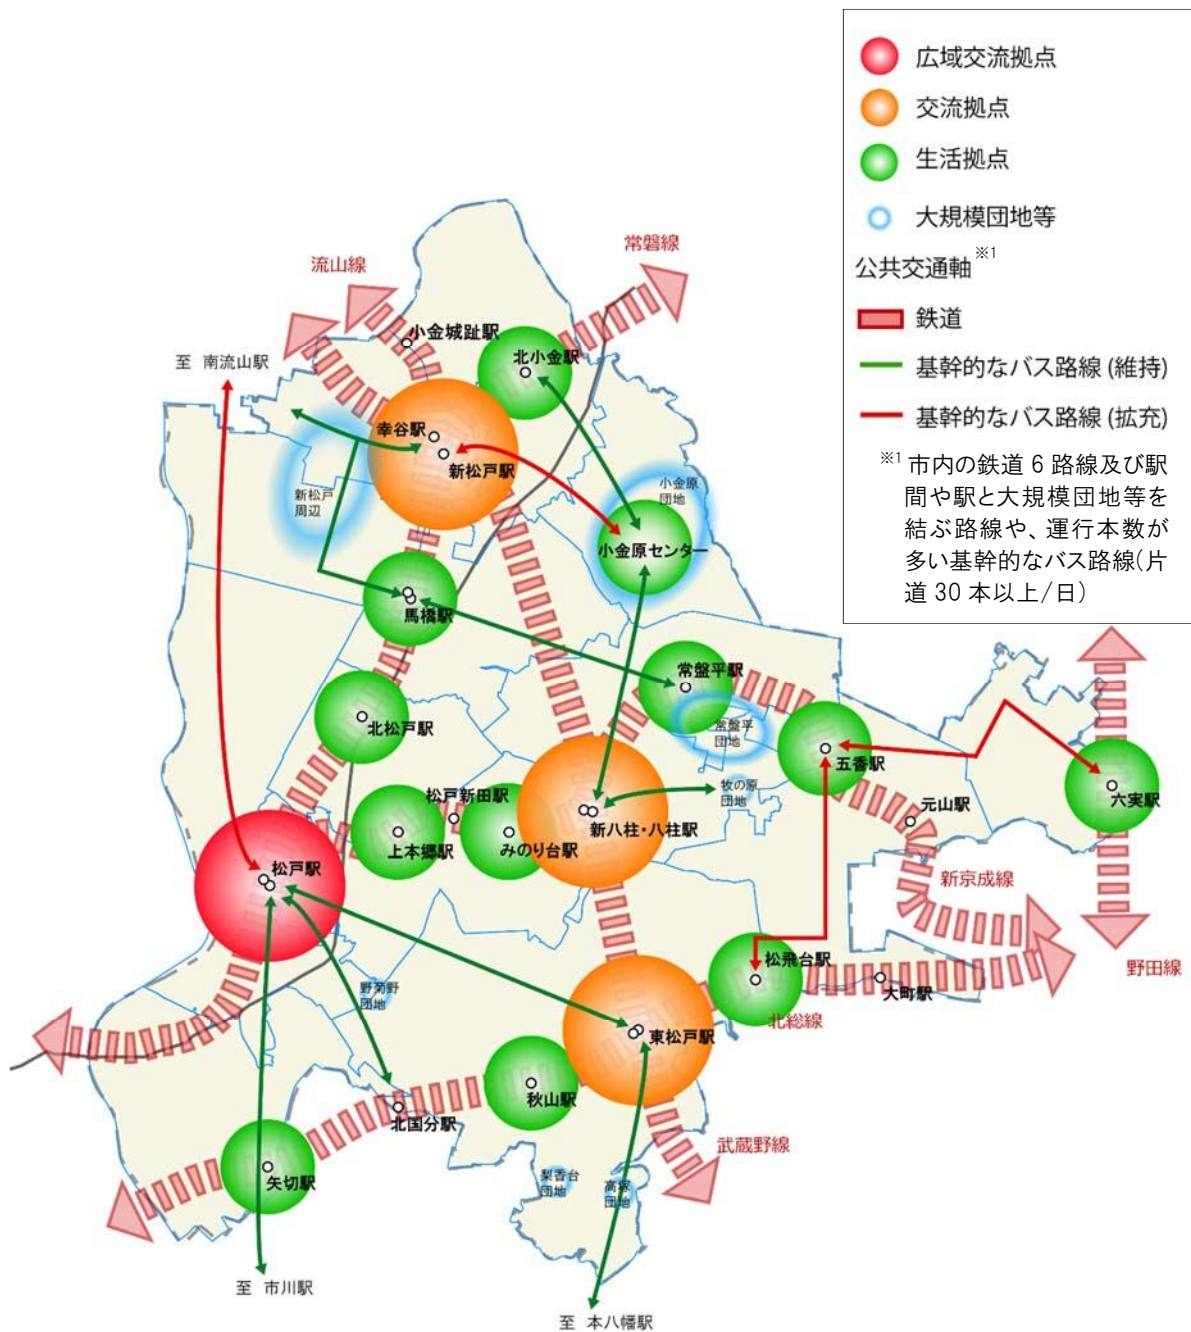 広域交流拠点
交流拠点
生活拠点
大規模団地等
公共交通軸※1
鉄道
基幹的なバス路線（維持）
基幹的なバス路線（拡充）
※1 市内の鉄道 6 路線及び駅
間や駅と大規模団地等を
結ぶ路線や、運行本数が
多い基幹的なバス路線(片
道 30 本以上/日)
常磐線
流山線
小金城趾駅
北小金駅
至 南流山駅
幸谷駅
新松戸駅
新松戸
周辺
小金原
団地
小金原センター
馬橋駅
常盤平駅
常盤平
団地
北松戸駅
五香駅
牧の原
団地
六実駅
松戸新田駅
元山駅
新八柱・八柱駅
上本郷駅
みのり台駅
松戸駅
新京成線
松飛台駅
野田線
大町駅
野菊野
団地
北総線
東松戸駅
秋山駅
北国分駅
武蔵野線
矢切駅
梨香台
団地
高塚
団地
至 市川駅
至 本八幡駅